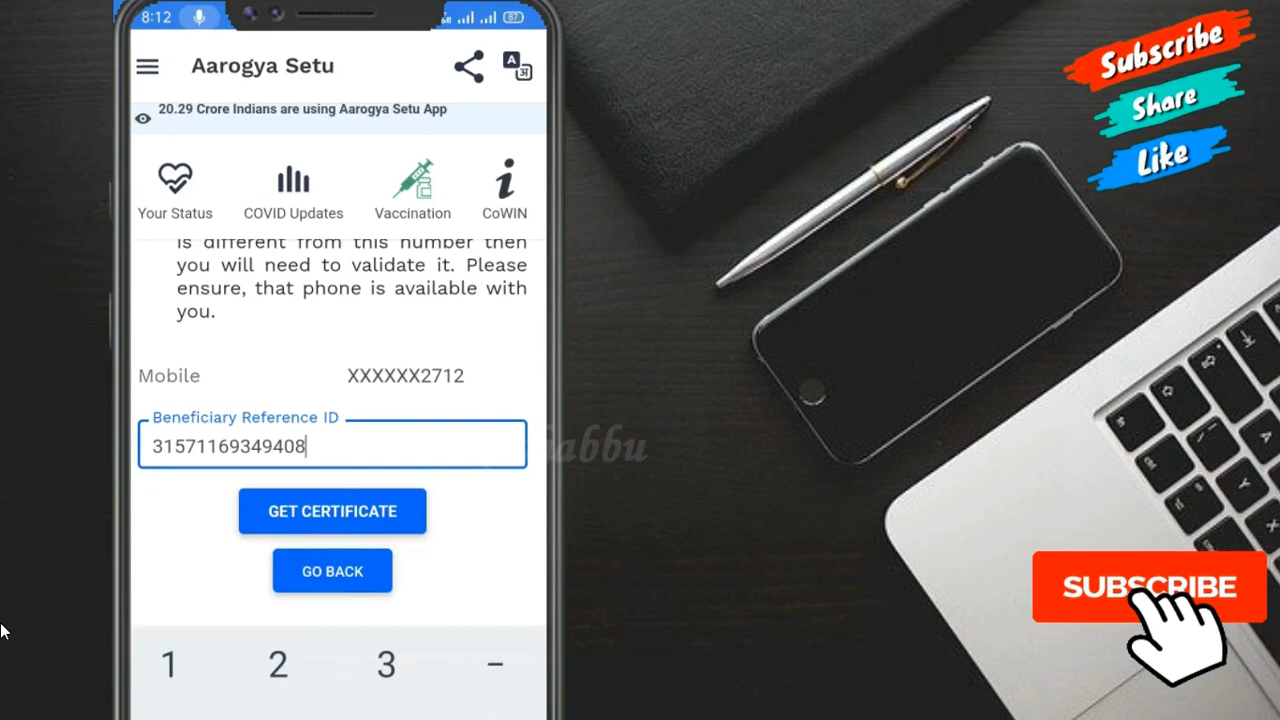 8:12
87
Aarogya Setu
20.29 Crore Indians are using Aarogya Setu App
Your Status
COVID Updates
Vaccination
CoWIN
is different from this number then
you will need to validate it. Please
ensure, that phone is available with
you.
Mobile XXXXXX2712
Beneficiary Reference ID
31571169349408
GET CERTIFICATE
GO BACK
1 2 3 -
Subscribe
Share
Like
SUBSCRIBE